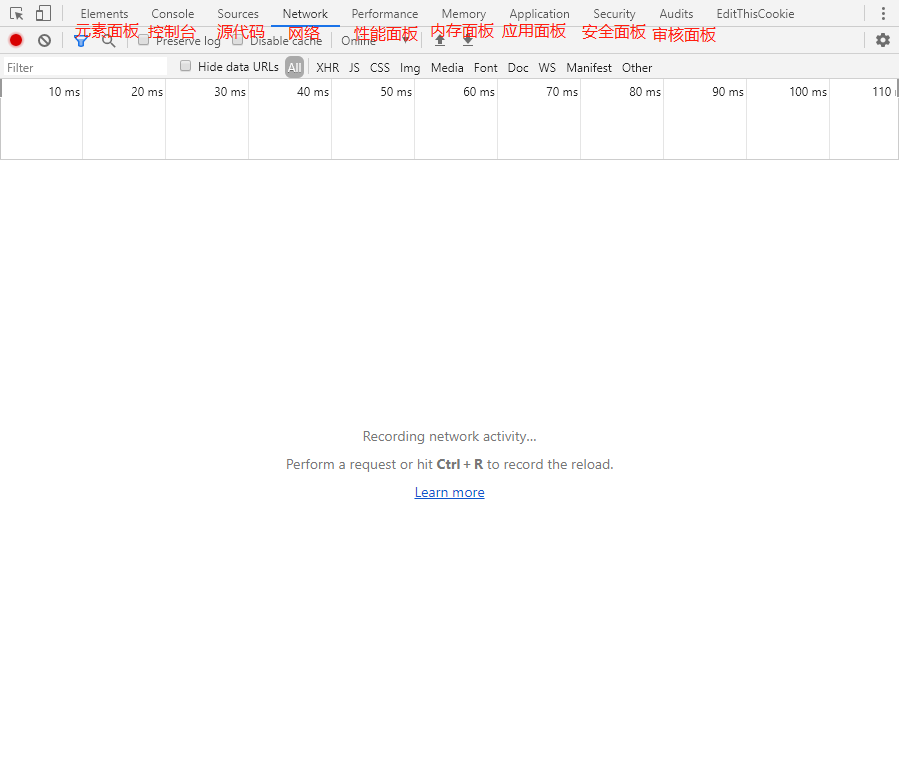 Elements Console Sources Network Performance Memory Application Security Audits EditThisCookie
元素面板 控制台 源代码 网络 性能面板 内存面板 应用面板 安全面板 审核面板
Preserve log Disable cache Online
Filter Hide data URLs All XHR JS CSS Img Media Font Doc WS Manifest Other
10 ms 20 ms 30 ms 40 ms 50 ms 60 ms 70 ms 80 ms 90 ms 100 ms 110
Recording network activity...
Perform a request or hit Ctrl + R to record the reload.
Learn more